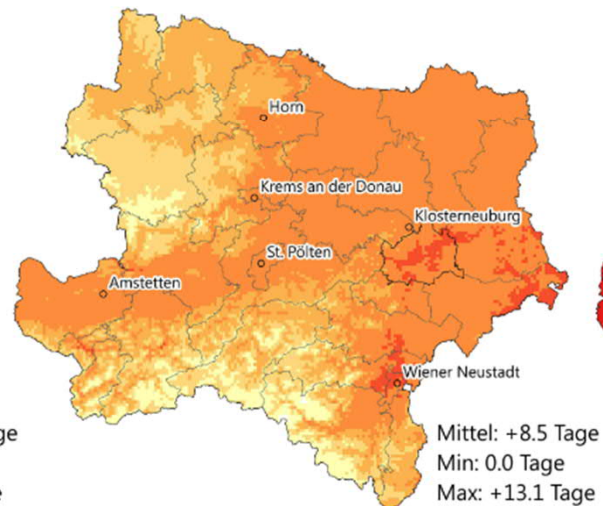 Horn
Krems an der Donau
Klosterneuburg
St. Pölten
Amstetten
Wiener Neustadt
Mittel: +8.5 Tage
Min: 0.0 Tage
Max: +13.1 Tage